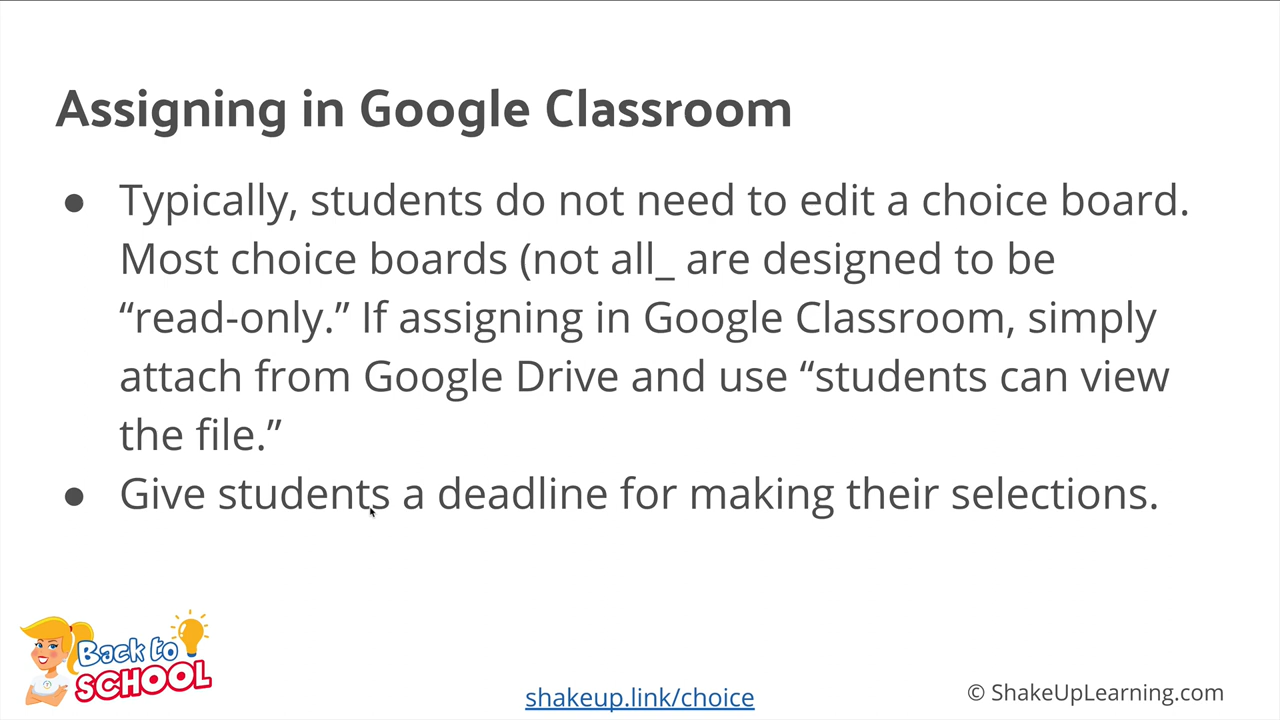 Assigning in Google Classroom
● Typically, students do not need to edit a choice board.
Most choice boards (not all_ are designed to be
“read-only.” If assigning in Google Classroom, simply
attach from Google Drive and use “students can view
the file.”
● Give students a deadline for making their selections.
Back to
SCHOOL
shakeup.link/choice
© ShakeUpLearning.com